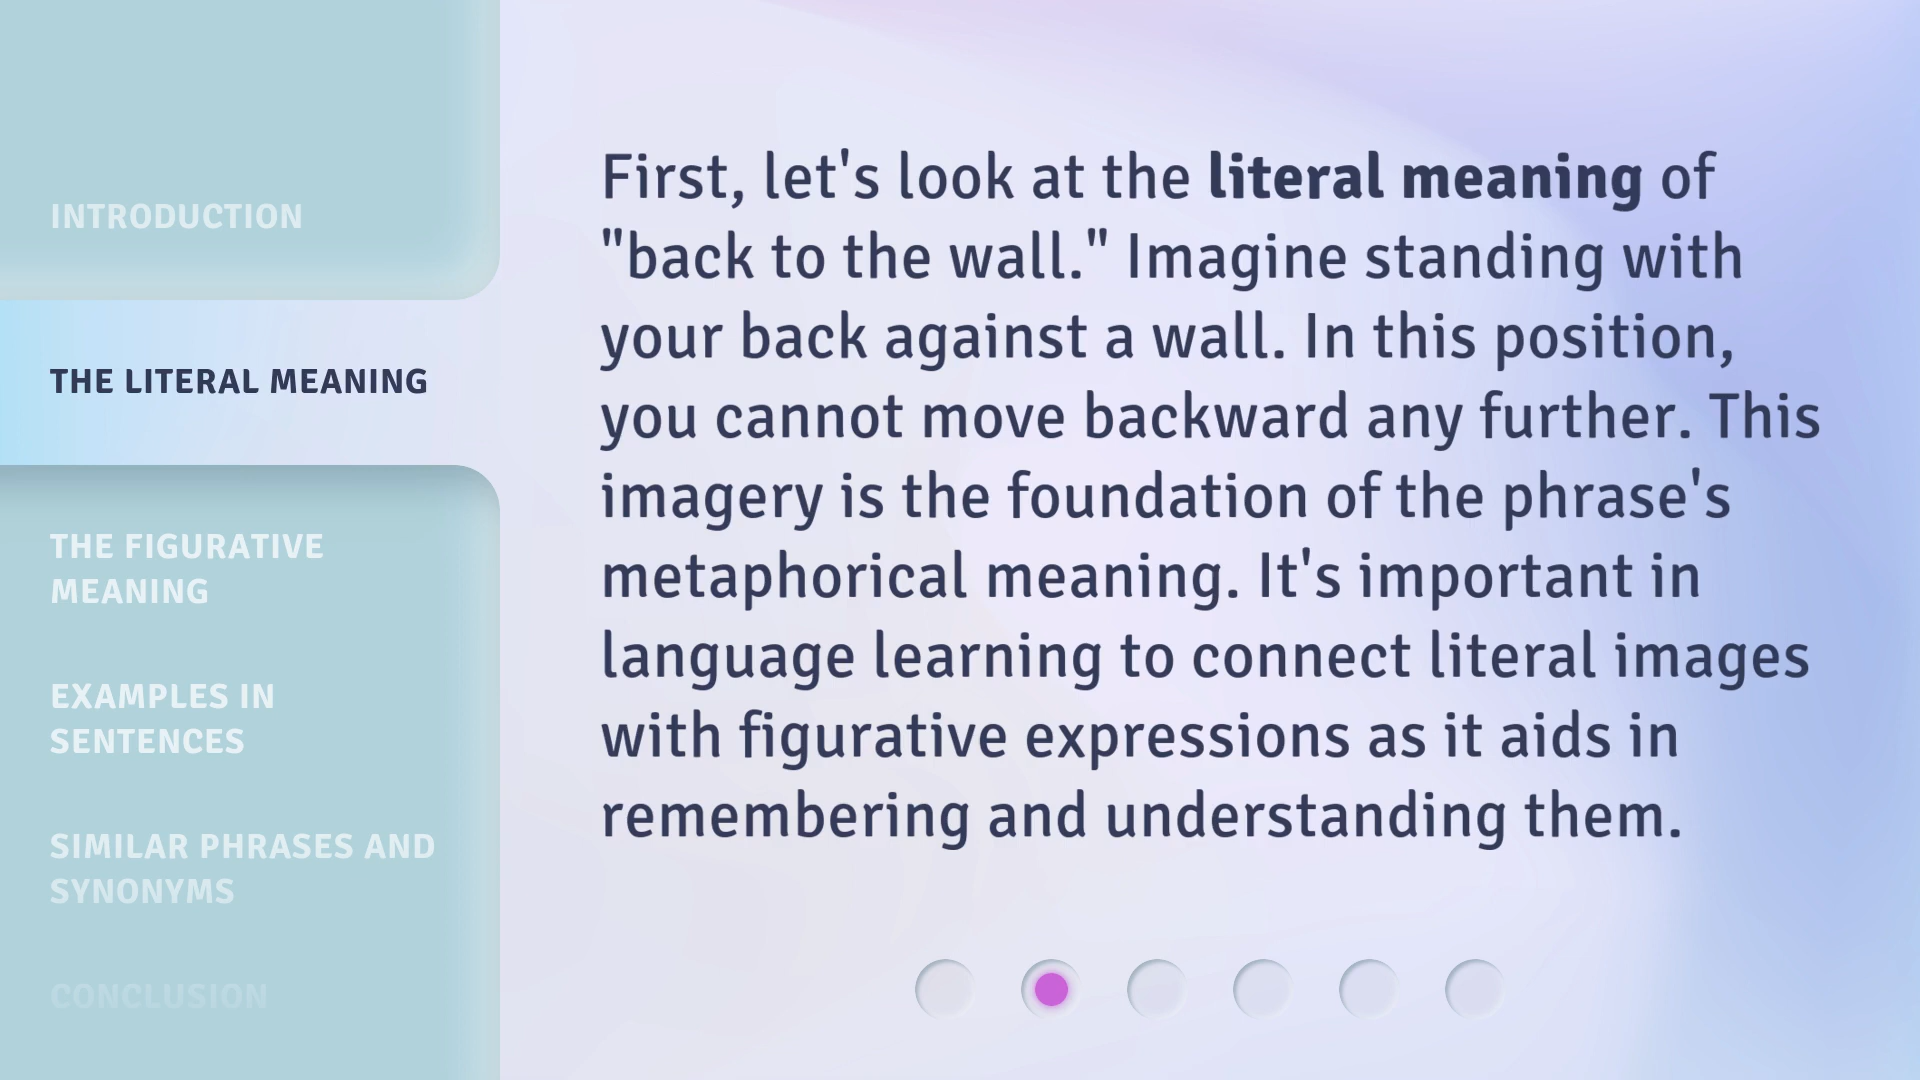 INTRODUCTION
THE LITERAL MEANING
THE FIGURATIVE
MEANING
EXAMPLES IN
SENTENCES
SIMILAR PHRASES AND
SYNONYMS
CONCLUSION
First, let's look at the literal meaning of
"back to the wall." Imagine standing with
your back against a wall. In this position,
you cannot move backward any further. This
imagery is the foundation of the phrase's
metaphorical meaning. It's important in
language learning to connect literal images
with figurative expressions as it aids in
remembering and understanding them.